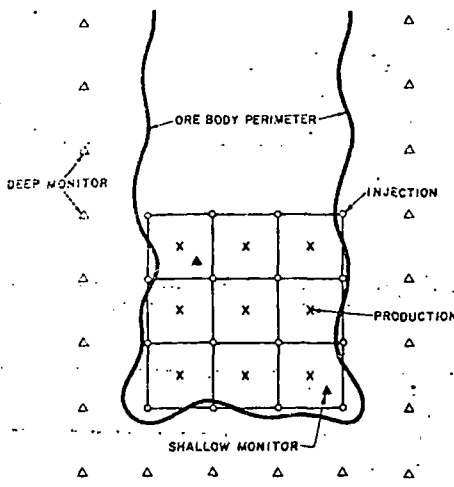 ORE BODY PERIMETER
DEEP MONITOR
INJECTION
PRODUCTION
SHALLOW MONITOR